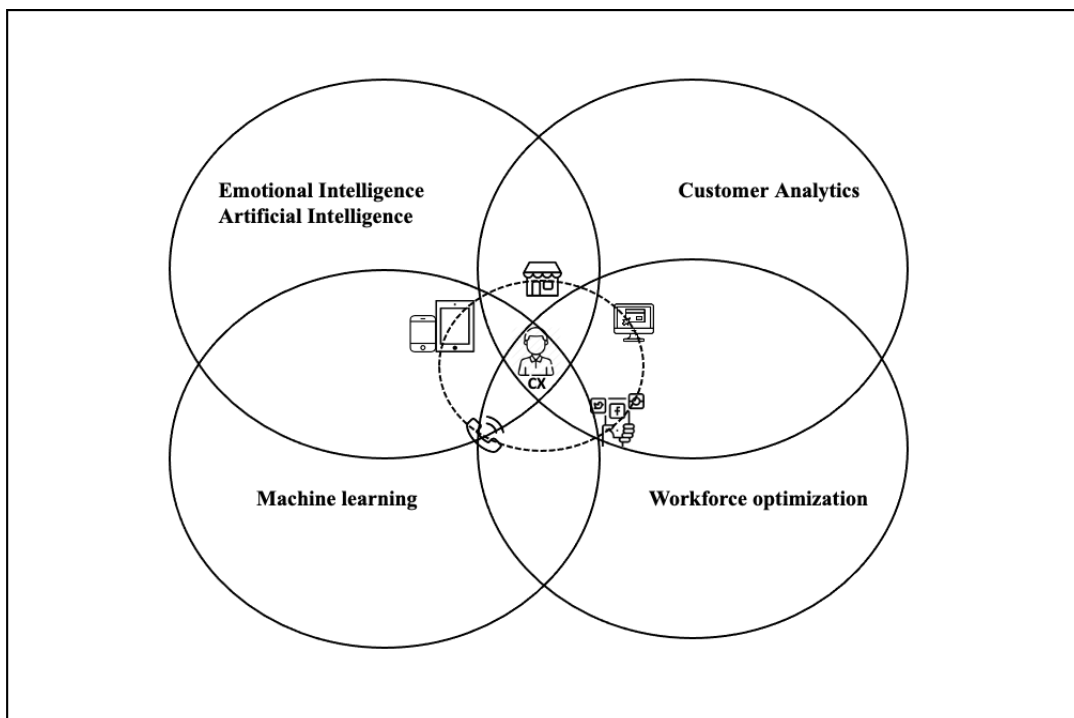 Emotional Intelligence
Artificial Intelligence
Customer Analytics
CX
f
Machine learning
Workforce optimization